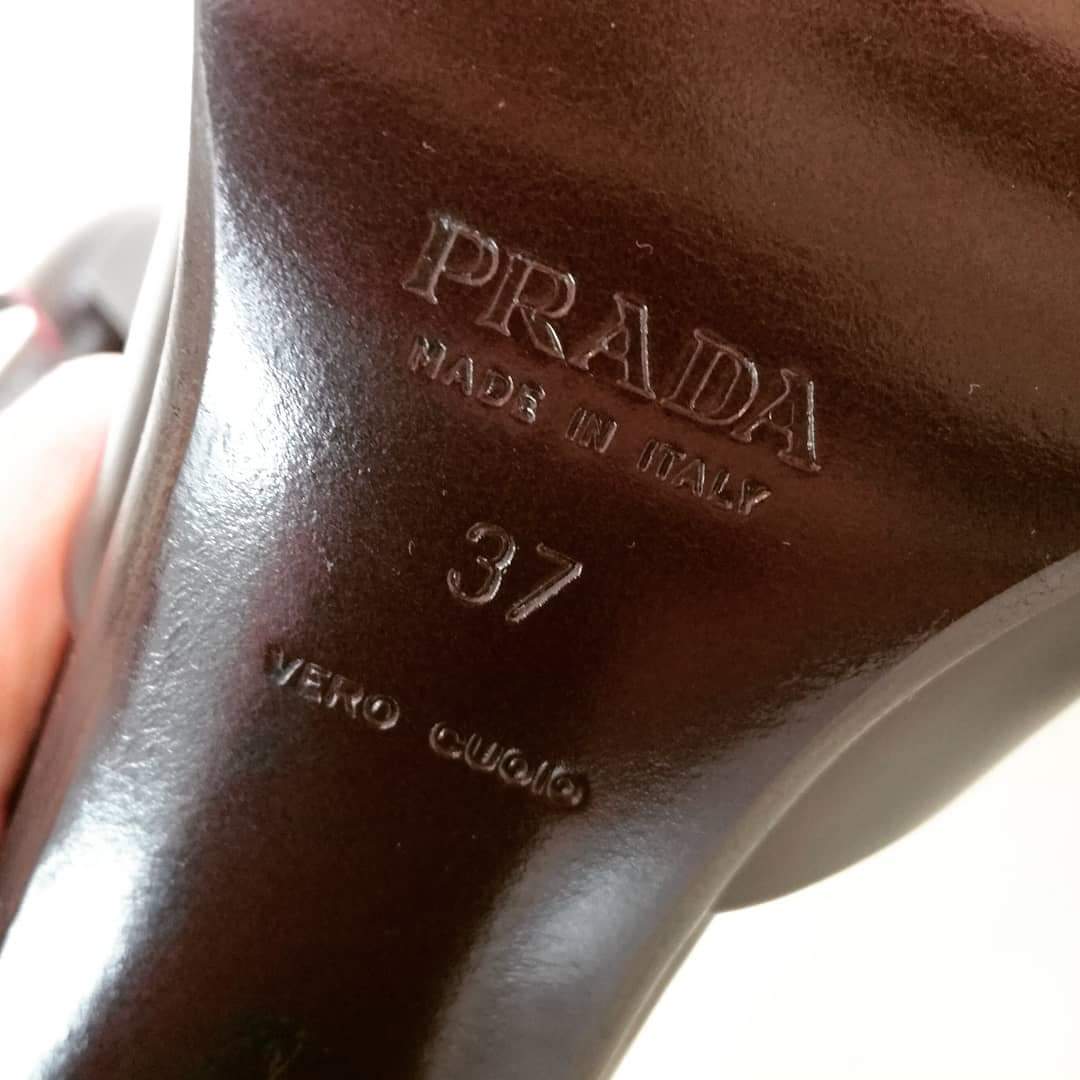 PRADA
MADE IN ITALY
37
VERO CUOIO